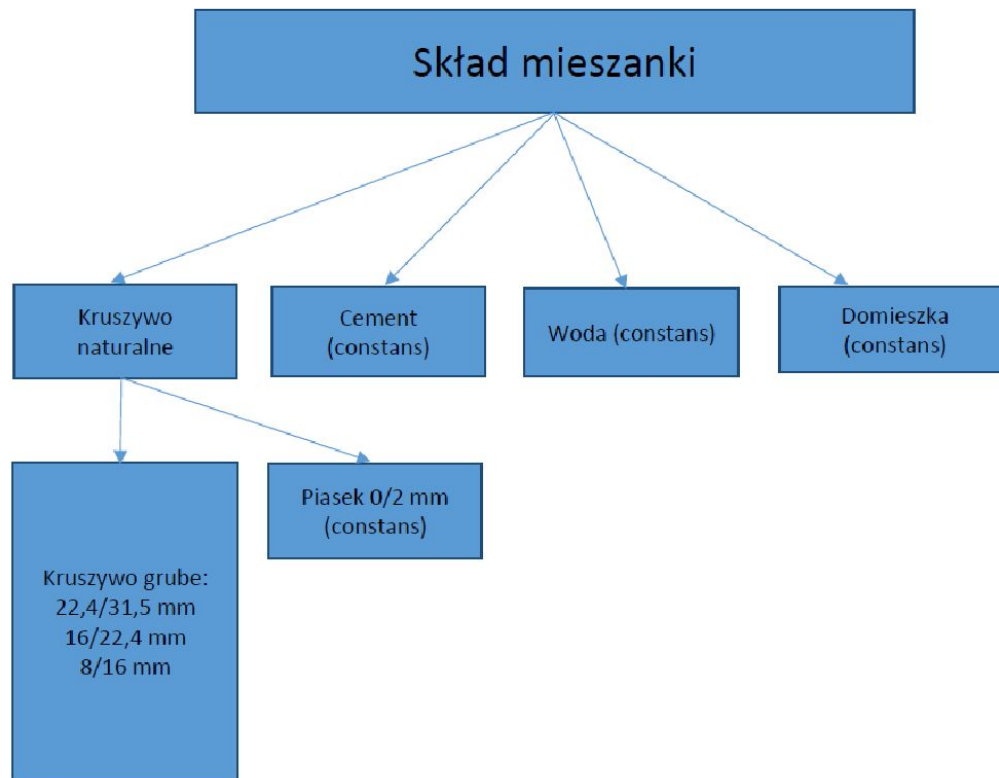 Skład mieszanki
Kruszywo
naturalne
Cement
(constans)
Woda (constans)
Domieszka
(constans)
Kruszywo grube:
22,4/31,5 mm
16/22,4 mm
8/16 mm
Piasek 0/2 mm
(constans)